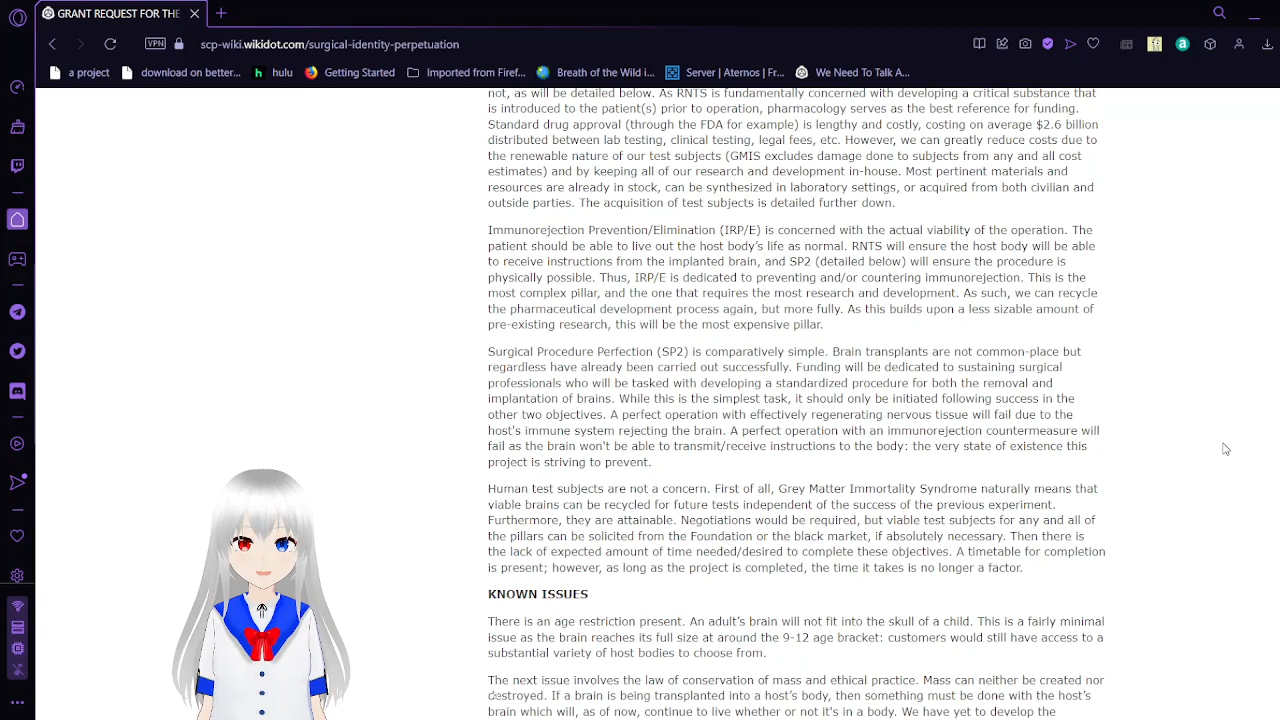 GRANT REQUEST FOR THE
VPN
scp-wiki.wikidot.com/surgical-identity-perpetuation
a project
download on better...
hulu
Getting Started
Imported from Firef...
Breath of the Wild i...
Server | Aternos | Fr...
We Need To Talk A...
not, as will be detailed below. As RNTS is fundamentally concerned with developing a critical substance that
is introduced to the patient(s) prior to operation, pharmacology serves as the best reference for funding.
Standard drug approval (through the FDA for example) is lengthy and costly, costing on average $2.6 billion
distributed between lab testing, clinical testing, legal fees, etc. However, we can greatly reduce costs due to
the renewable nature of our test subjects (GMIS excludes damage done to subjects from any and all cost
estimates) and by keeping all of our research and development in-house. Most pertinent materials and
resources are already in stock, can be synthesized in laboratory settings, or acquired from both civilian and
outside parties. The acquisition of test subjects is detailed further down.
Immunorejection Prevention/Elimination (IRP/E) is concerned with the actual viability of the operation. The
patient should be able to live out the host body's life as normal. RNTS will ensure the host body will be able
to receive instructions from the implanted brain, and SP2 (detailed below) will ensure the procedure is
physically possible. Thus, IRP/E is dedicated to preventing and/or countering immunorejection. This is the
most complex pillar, and the one that requires the most research and development. As such, we can recycle
the pharmaceutical development process again, but more fully. As this builds upon a less sizable amount of
pre-existing research, this will be the most expensive pillar.
Surgical Procedure Perfection (SP2) is comparatively simple. Brain transplants are not common-place but
regardless have already been carried out successfully. Funding will be dedicated to sustaining surgical
professionals who will be tasked with developing a standardized procedure for both the removal and
implantation of brains. While this is the simplest task, it should only be initiated following success in the
other two objectives. A perfect operation with effectively regenerating nervous tissue will fail due to the
host's immune system rejecting the brain. A perfect operation with an immunorejection countermeasure will
fail as the brain won't be able to transmit/receive instructions to the body: the very state of existence this
project is striving to prevent.
Human test subjects are not a concern. First of all, Grey Matter Immortality Syndrome naturally means that
viable brains can be recycled for future tests independent of the success of the previous experiment.
Furthermore, they are attainable. Negotiations would be required, but viable test subjects for any and all of
the pillars can be solicited from the Foundation or the black market, if absolutely necessary. Then there is
the lack of expected amount of time needed/desired to complete these objectives. A timetable for completion
is present; however, as long as the project is completed, the time it takes is no longer a factor.
KNOWN ISSUES
There is an age restriction present. An adult's brain will not fit into the skull of a child. This is a fairly minimal
issue as the brain reaches its full size at around the 9-12 age bracket: customers would still have access to a
substantial variety of host bodies to choose from.
The next issue involves the law of conservation of mass and ethical practice. Mass can neither be created nor
destroyed. If a brain is being transplanted into a host's body, then something must be done with the host's
brain which will, as of now, continue to live whether or not it's in a body. We have yet to develop the